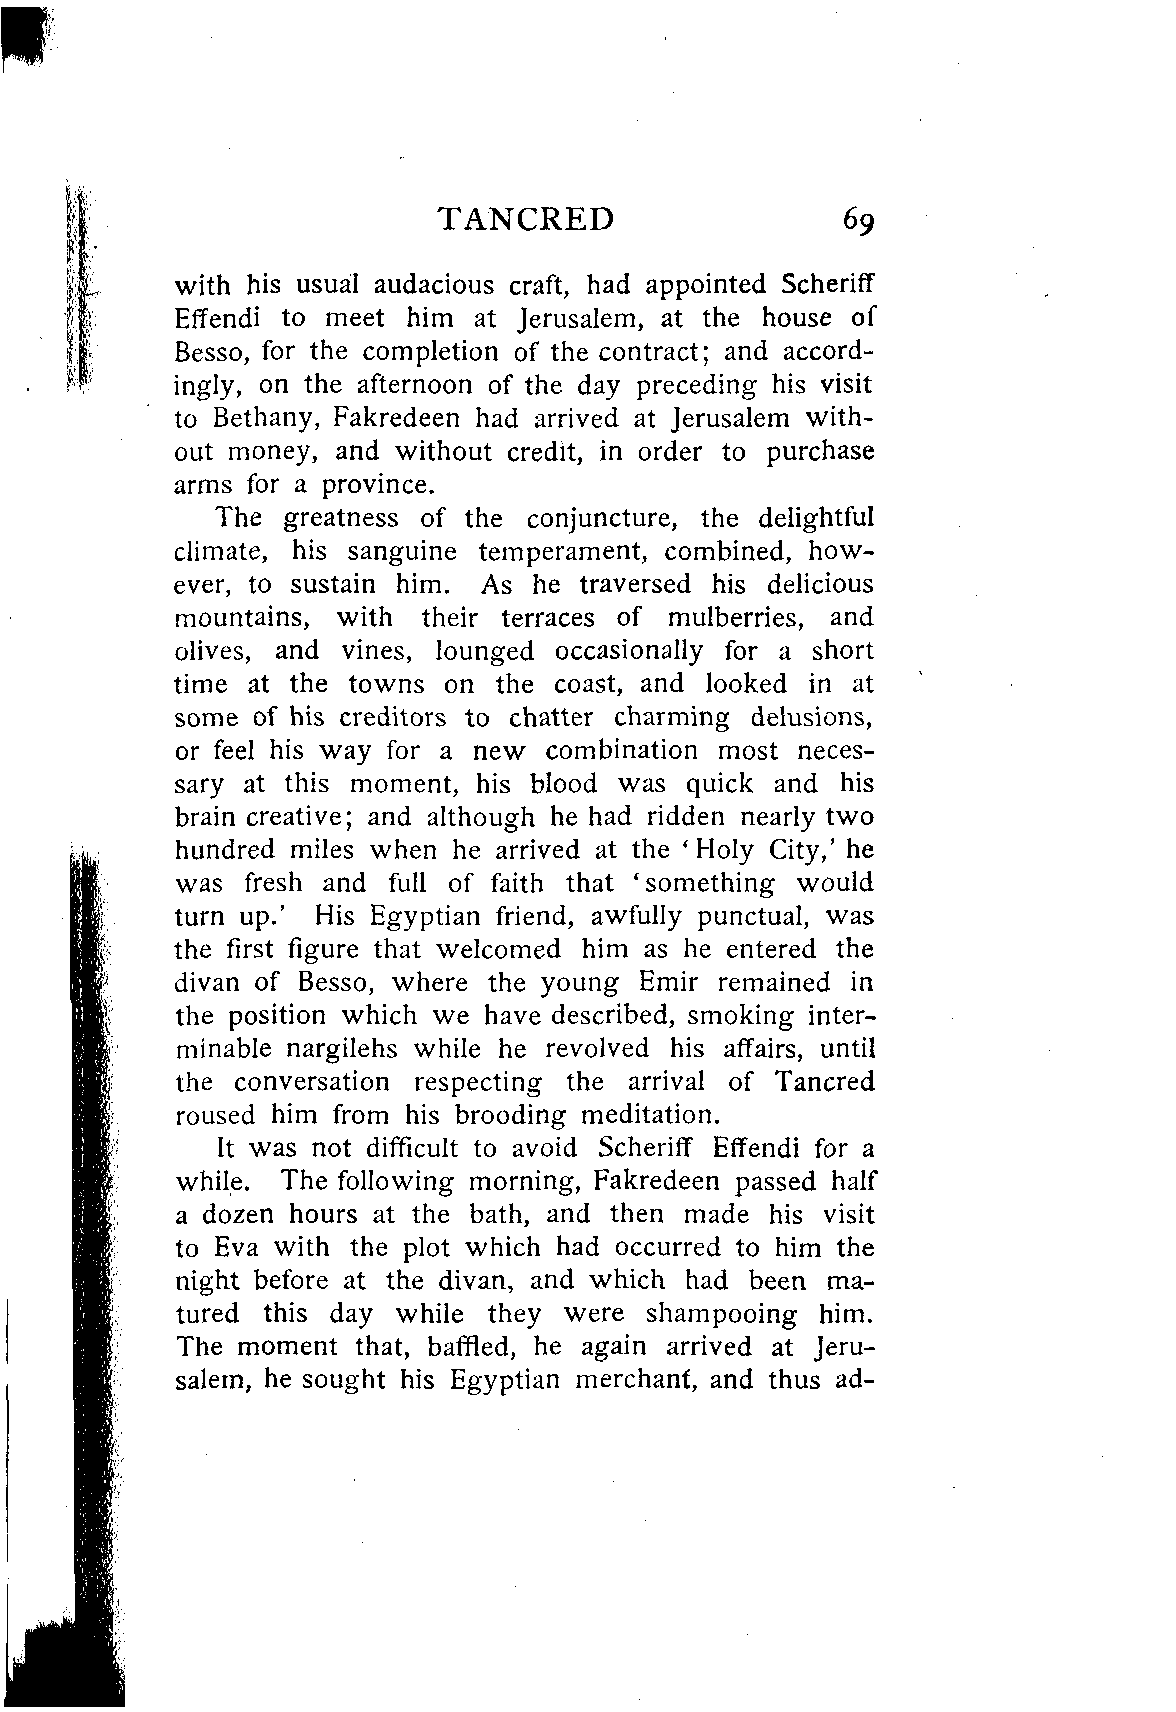 TANCRED 69
with his usual audacious craft, had appointed Scheriff
Effendi to meet him at Jerusalem, at the house of
Besso, for the completion of the contract; and accord-
ingly, on the afternoon of the day preceding his visit
to Bethany, Fakredeen had arrived at Jerusalem with-
out money, and without credit, in order to purchase
arms for a province.
The greatness of the conjuncture, the delightful
climate, his sanguine temperament, combined, how-
ever, to sustain him. As he traversed his delicious
mountains, with their terraces of mulberries, and
olives, and vines, lounged occasionally for a short
time at the towns on the coast, and looked in at
some of his creditors to chatter charming delusions,
or feel his way for a new combination most neces-
sary at this moment, his blood was quick and his
brain creative; and although he had ridden nearly two
hundred miles when he arrived at the ‘Holy City,’ he
was fresh and full of faith that ‘something would
turn up.’ His Egyptian friend, awfully punctual, was
the first figure that welcomed him as he entered the
divan of Besso, where the young Emir remained in
the position which we have described, smoking inter-
minable nargilehs while he revolved his affairs, until
the conversation respecting the arrival of Tancred
roused him from his brooding meditation.
It was not difficult to avoid Scheriff Effendi for a
while. The following morning, Fakredeen passed half
a dozen hours at the bath, and then made his visit
to Eva with the plot which had occurred to him the
night before at the divan, and which had been ma-
tured this day while they were shampooing him.
The moment that, baffled, he again arrived at Jeru-
salem, he sought his Egyptian merchant, and thus ad-